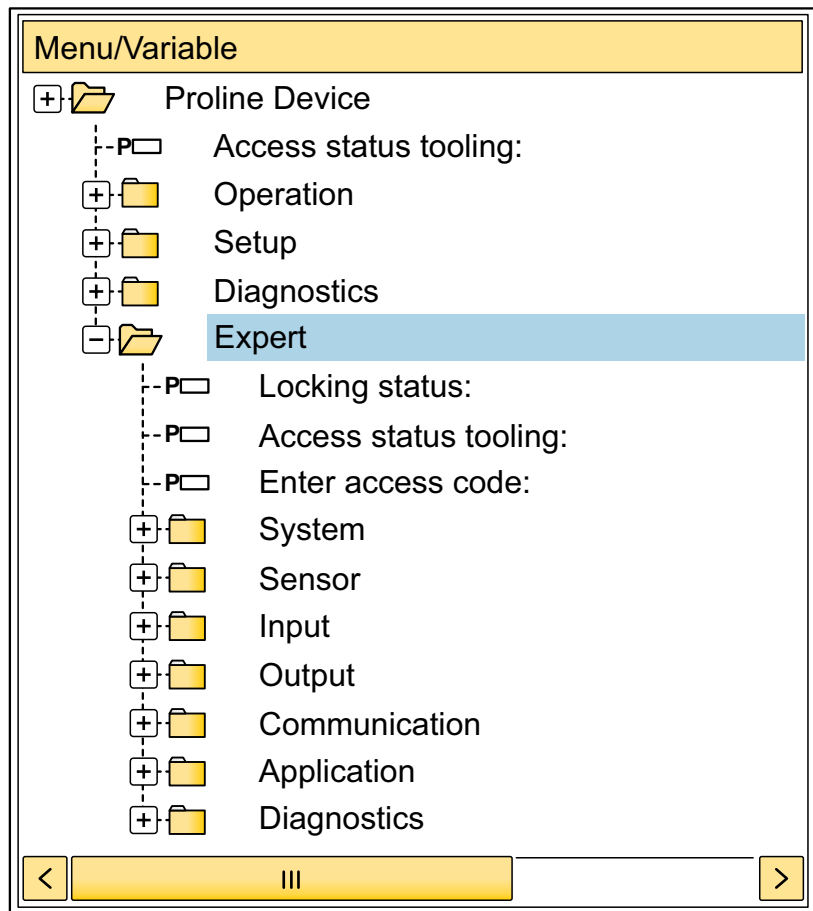 Menu/Variable
Proline Device
P Access status tooling:
Operation
Setup
Diagnostics
Expert
P Locking status:
P Access status tooling:
P Enter access code:
System
Sensor
Input
Output
Communication
Application
Diagnostics